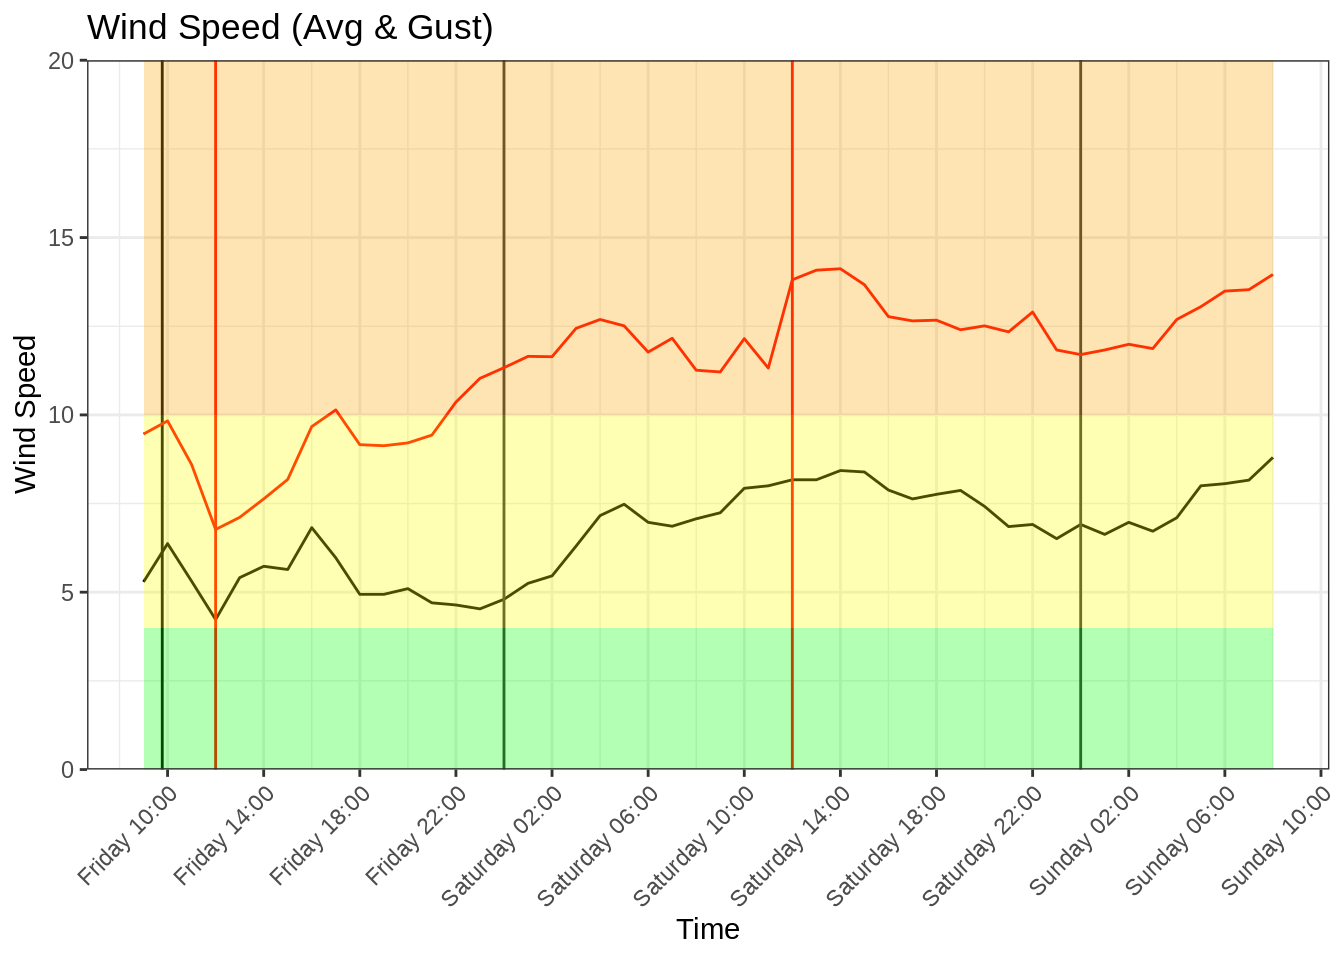 Wind Speed (Avg & Gust)
20
15
10
5
0
Wind Speed
Friday 10:00
Friday 14:00
Friday 18:00
Friday 22:00
Saturday 02:00
Saturday 06:00
Saturday 10:00
Saturday 14:00
Saturday 18:00
Saturday 22:00
Sunday 02:00
Sunday 06:00
Sunday 10:00
Time